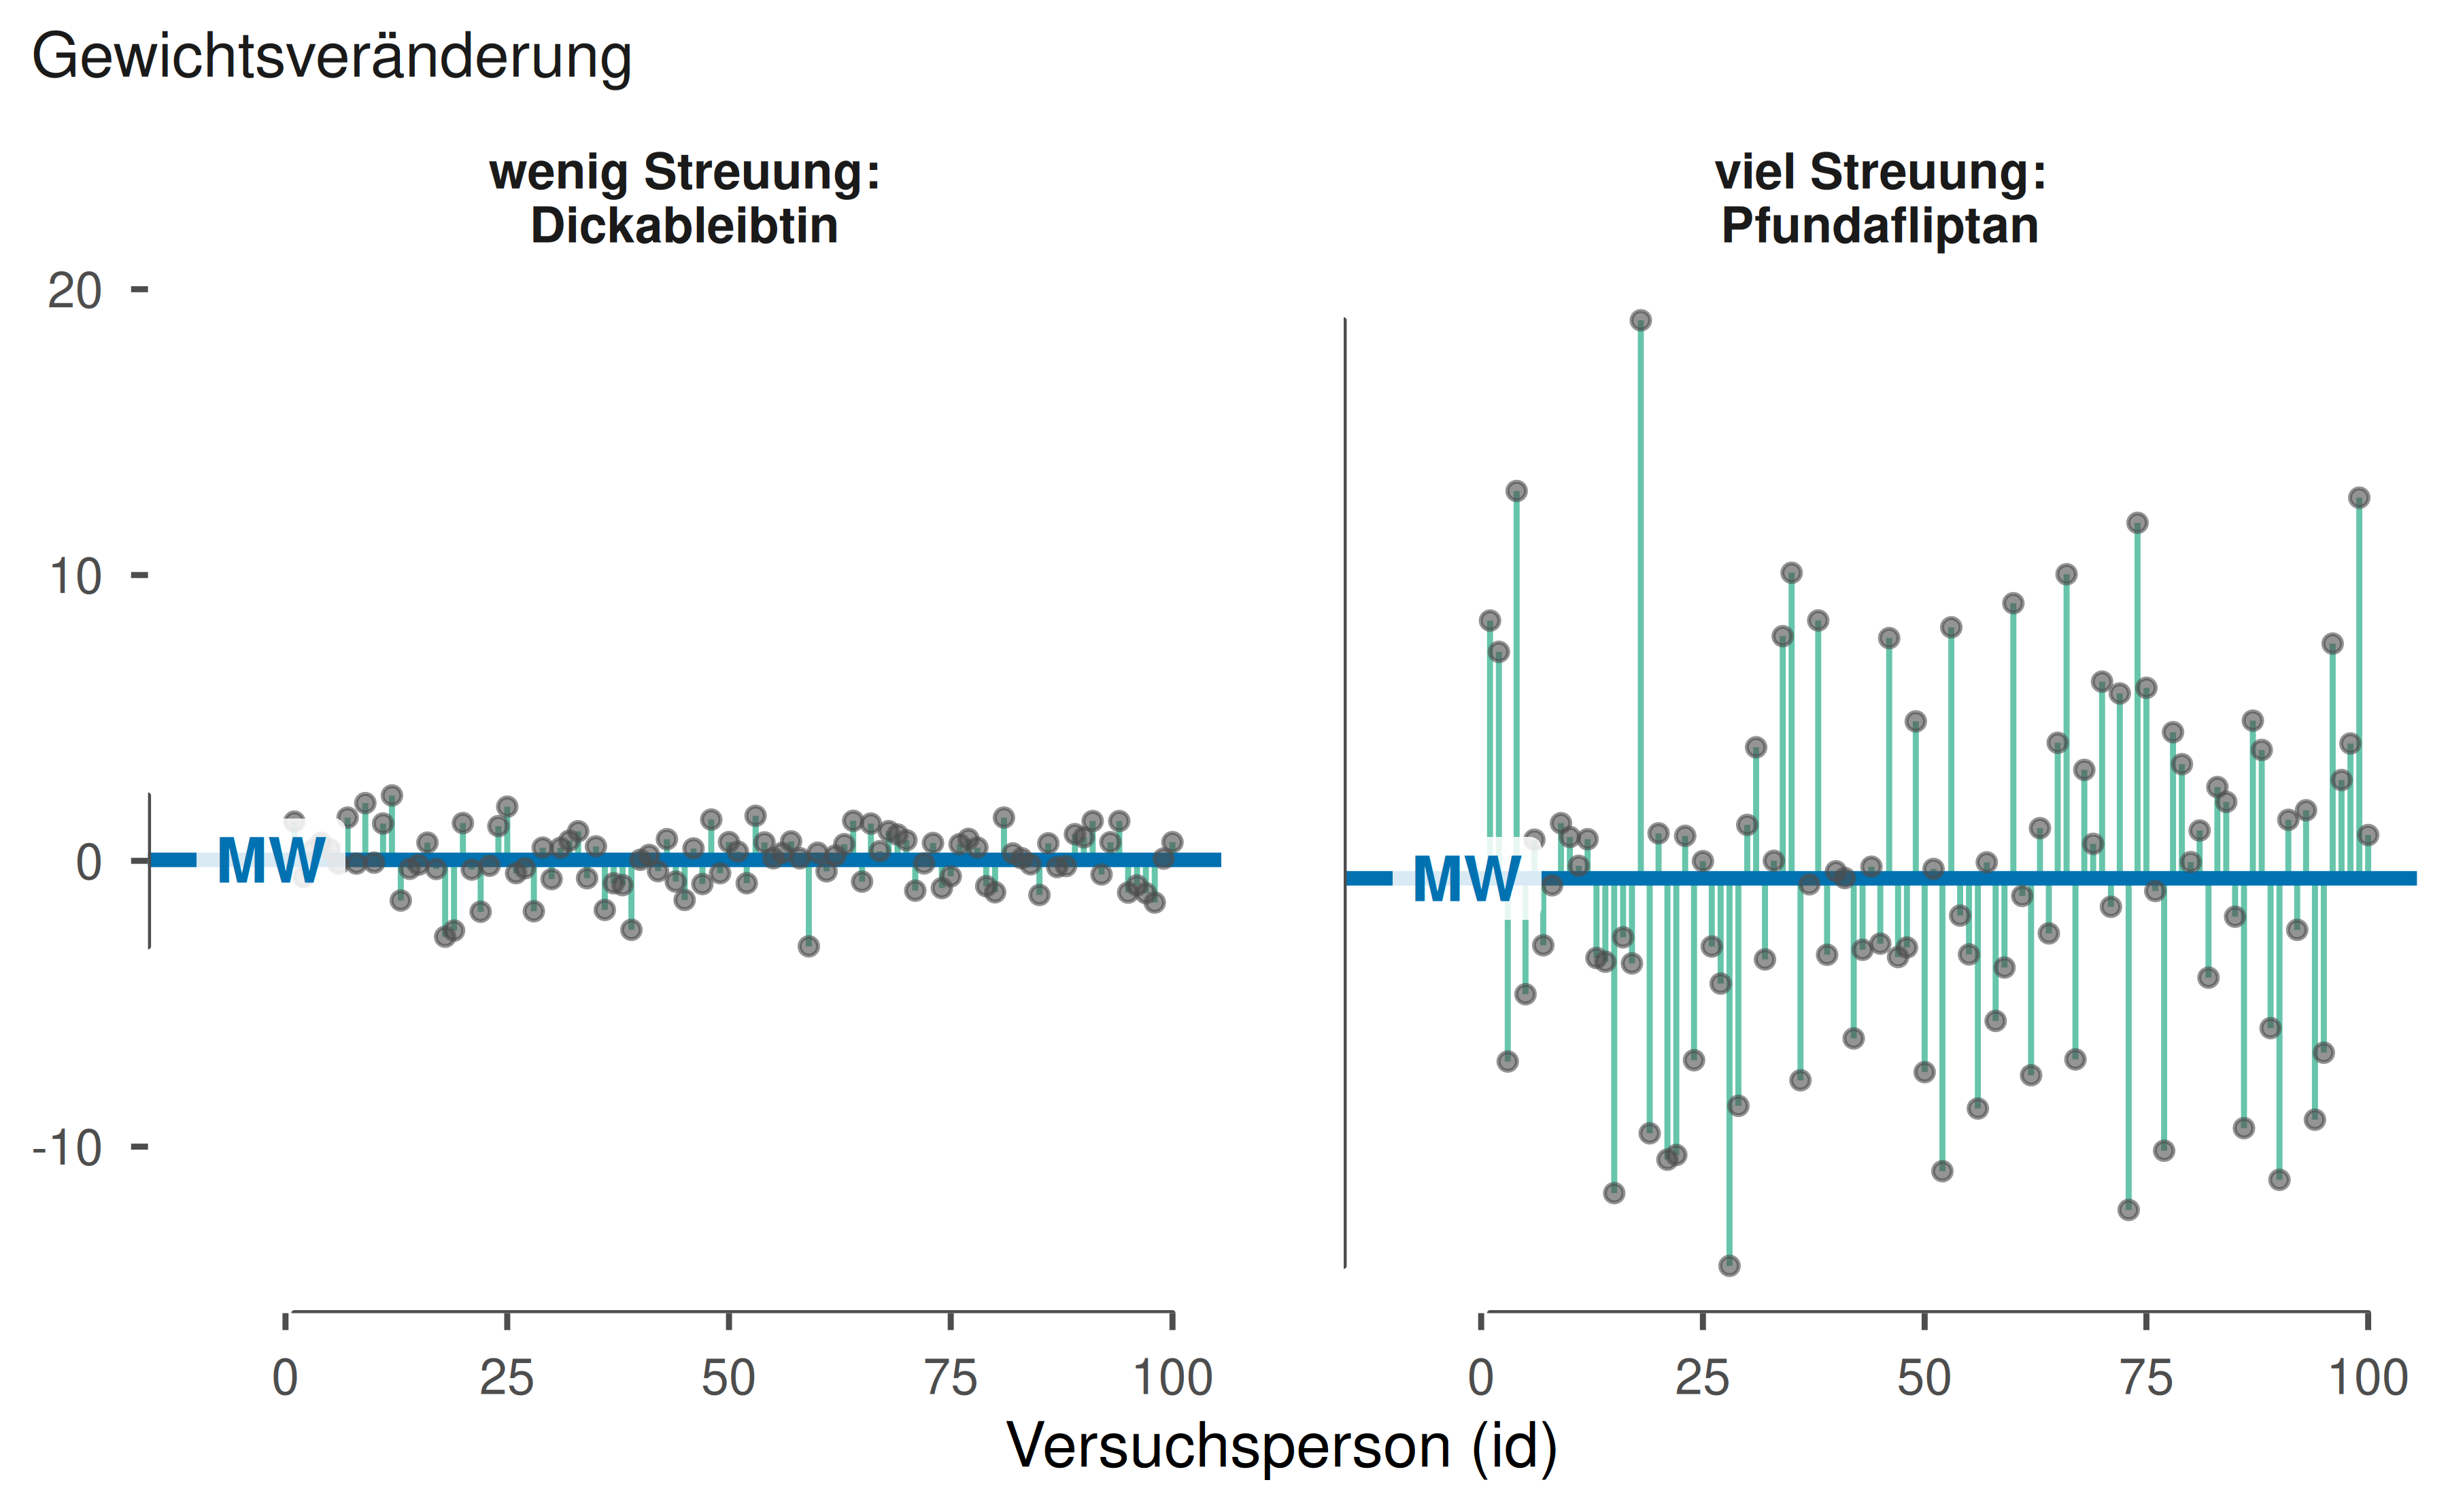 Gewichtsveränderung
wenig Streuung:
Dickableibtin
viel Streuung:
Pfundafliptan
20
10
0
-10
MW
MW
0 25 50 75 100
0 25 50 75 100
Versuchsperson (id)